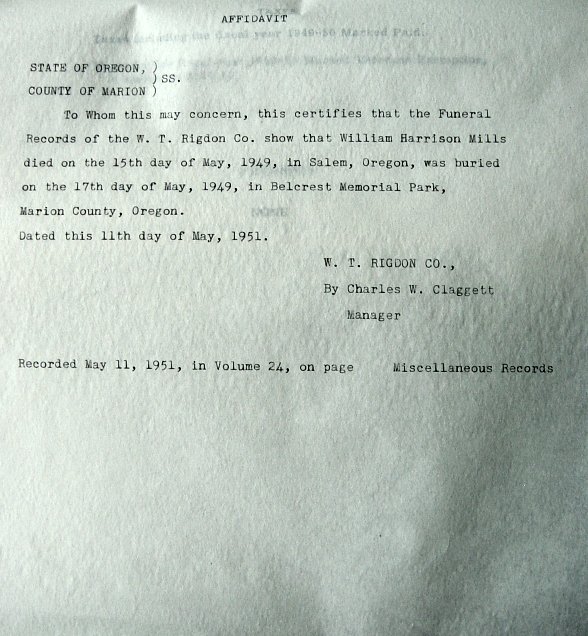 AFFIDAVIT
STATE OF OREGON, )
) SS.
COUNTY OF MARION )
To Whom this may concern, this certifies that the Funeral
Records of the W. T. Rigdon Co. show that William Harrison Mills
died on the 15th day of May, 1949, in Salem, Oregon, was buried
on the 17th day of May, 1949, in Belcrest Memorial Park,
Marion County, Oregon.
Dated this 11th day of May, 1951.
W. T. RIGDON CO.,
By Charles W. Claggett
Manager
Recorded May 11, 1951, in Volume 24, on page Miscellaneous Records